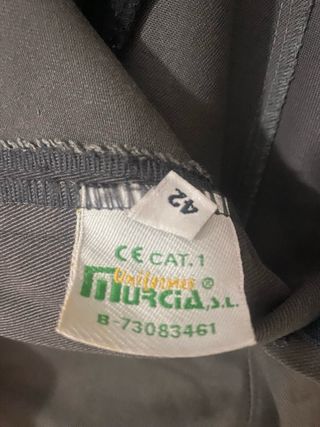 42
CE CAT. 1
Uniformes ®
MURCIA, S.L.
B-73083461